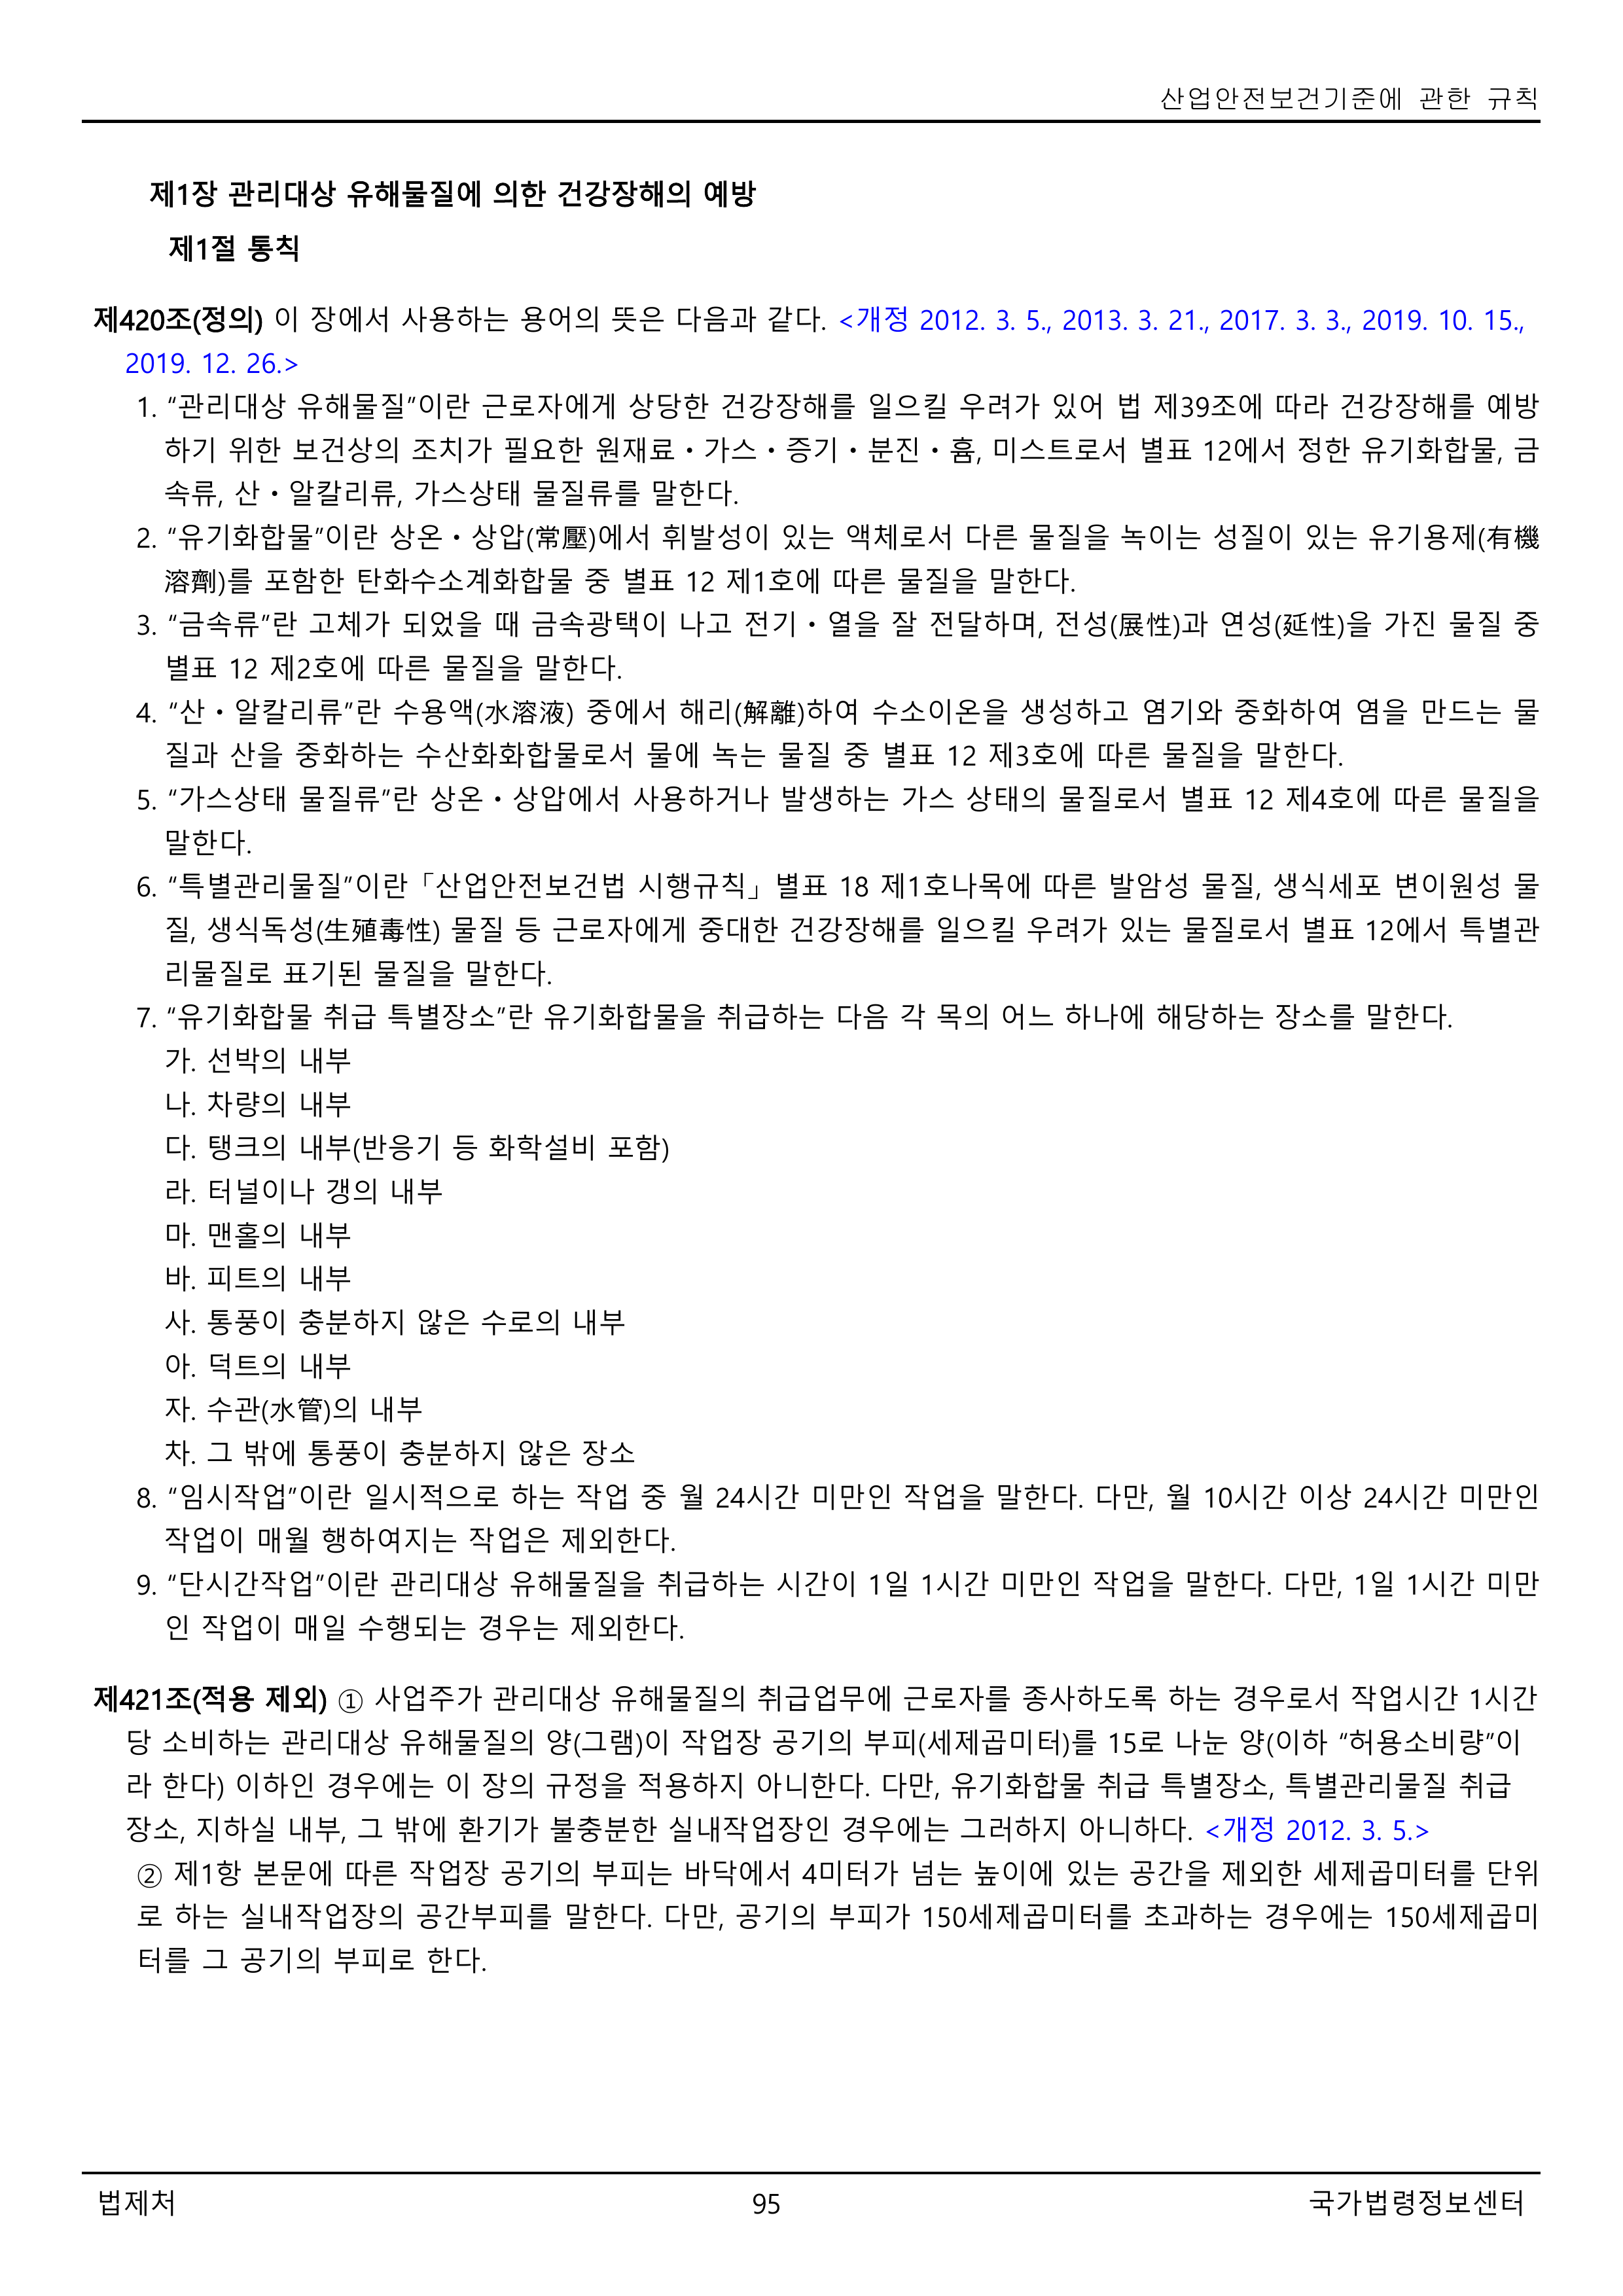 산업안전보건기준에 관한 규칙
제1장 관리대상 유해물질에 의한 건강장해의 예방
제1절 통칙
제420조(정의) 이 장에서 사용하는 용어의 뜻은 다음과 같다. <개정 2012. 3. 5., 2013. 3. 21., 2017. 3. 3., 2019. 10. 15.,
2019. 12. 26.>
1. “관리대상 유해물질”이란 근로자에게 상당한 건강장해를 일으킬 우려가 있어 법 제39조에 따라 건강장해를 예방
하기 위한 보건상의 조치가 필요한 원재료ㆍ가스ㆍ증기ㆍ분진ㆍ흄, 미스트로서 별표 12에서 정한 유기화합물, 금
속류, 산ㆍ알칼리류, 가스상태 물질류를 말한다.
2. “유기화합물”이란 상온ㆍ상압(常壓)에서 휘발성이 있는 액체로서 다른 물질을 녹이는 성질이 있는 유기용제(有機
溶劑)를 포함한 탄화수소계화합물 중 별표 12 제1호에 따른 물질을 말한다.
3. “금속류”란 고체가 되었을 때 금속광택이 나고 전기ㆍ열을 잘 전달하며, 전성(展性)과 연성(延性)을 가진 물질 중
별표 12 제2호에 따른 물질을 말한다.
4. “산ㆍ알칼리류”란 수용액(水溶液) 중에서 해리(解離)하여 수소이온을 생성하고 염기와 중화하여 염을 만드는 물
질과 산을 중화하는 수산화화합물로서 물에 녹는 물질 중 별표 12 제3호에 따른 물질을 말한다.
5. “가스상태 물질류”란 상온ㆍ상압에서 사용하거나 발생하는 가스 상태의 물질로서 별표 12 제4호에 따른 물질을
말한다.
6. “특별관리물질”이란「산업안전보건법 시행규칙」별표 18 제1호나목에 따른 발암성 물질, 생식세포 변이원성 물
질, 생식독성(生殖毒性) 물질 등 근로자에게 중대한 건강장해를 일으킬 우려가 있는 물질로서 별표 12에서 특별관
리물질로 표기된 물질을 말한다.
7. “유기화합물 취급 특별장소”란 유기화합물을 취급하는 다음 각 목의 어느 하나에 해당하는 장소를 말한다.
가. 선박의 내부
나. 차량의 내부
다. 탱크의 내부(반응기 등 화학설비 포함)
라. 터널이나 갱의 내부
마. 맨홀의 내부
바. 피트의 내부
사. 통풍이 충분하지 않은 수로의 내부
아. 덕트의 내부
자. 수관(水管)의 내부
차. 그 밖에 통풍이 충분하지 않은 장소
8. “임시작업”이란 일시적으로 하는 작업 중 월 24시간 미만인 작업을 말한다. 다만, 월 10시간 이상 24시간 미만인
작업이 매월 행하여지는 작업은 제외한다.
9. “단시간작업”이란 관리대상 유해물질을 취급하는 시간이 1일 1시간 미만인 작업을 말한다. 다만, 1일 1시간 미만
인 작업이 매일 수행되는 경우는 제외한다.
제421조(적용 제외) ① 사업주가 관리대상 유해물질의 취급업무에 근로자를 종사하도록 하는 경우로서 작업시간 1시간
당 소비하는 관리대상 유해물질의 양(그램)이 작업장 공기의 부피(세제곱미터)를 15로 나눈 양(이하 “허용소비량”이
라 한다) 이하인 경우에는 이 장의 규정을 적용하지 아니한다. 다만, 유기화합물 취급 특별장소, 특별관리물질 취급
장소, 지하실 내부, 그 밖에 환기가 불충분한 실내작업장인 경우에는 그러하지 아니하다. <개정 2012. 3. 5.>
② 제1항 본문에 따른 작업장 공기의 부피는 바닥에서 4미터가 넘는 높이에 있는 공간을 제외한 세제곱미터를 단위
로 하는 실내작업장의 공간부피를 말한다. 다만, 공기의 부피가 150세제곱미터를 초과하는 경우에는 150세제곱미
터를 그 공기의 부피로 한다.
법제처 95 국가법령정보센터